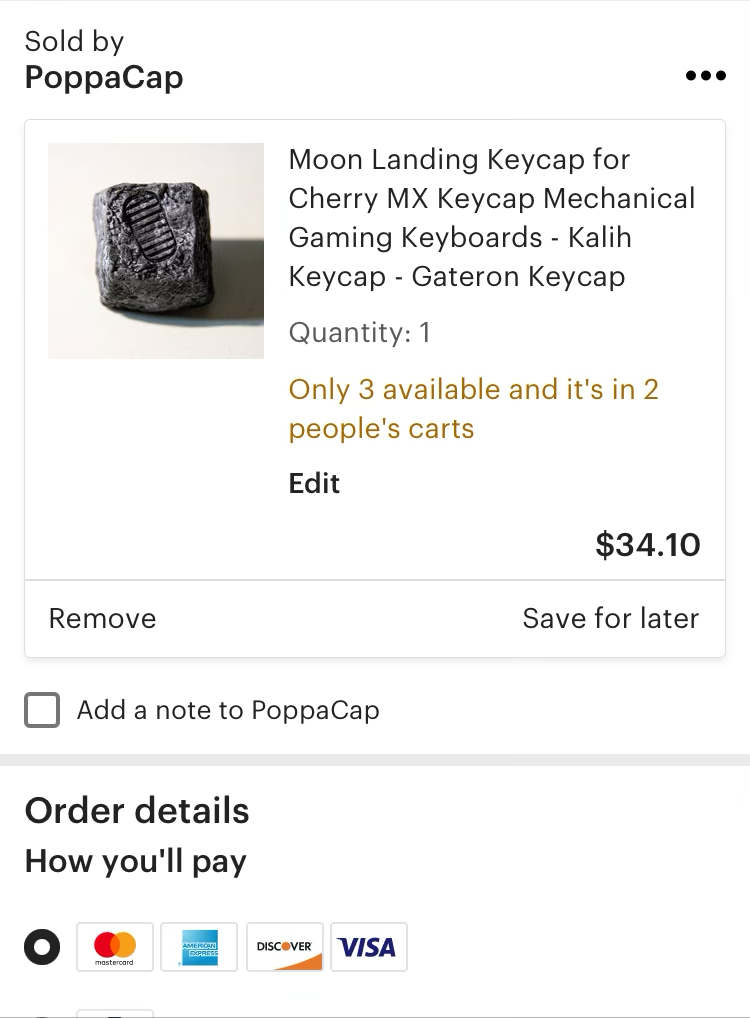 Sold by
PoppaCap
Moon Landing Keycap for
Cherry MX Keycap Mechanical
Gaming Keyboards - Kalih
Keycap - Gateron Keycap
Quantity: 1
Only 3 available and it's in 2
people's carts
Edit
$34.10
Remove
Save for later
Add a note to PoppaCap
Order details
How you'll pay
mastercard
AMERICAN
EXPRESS
DISCOVER
VISA